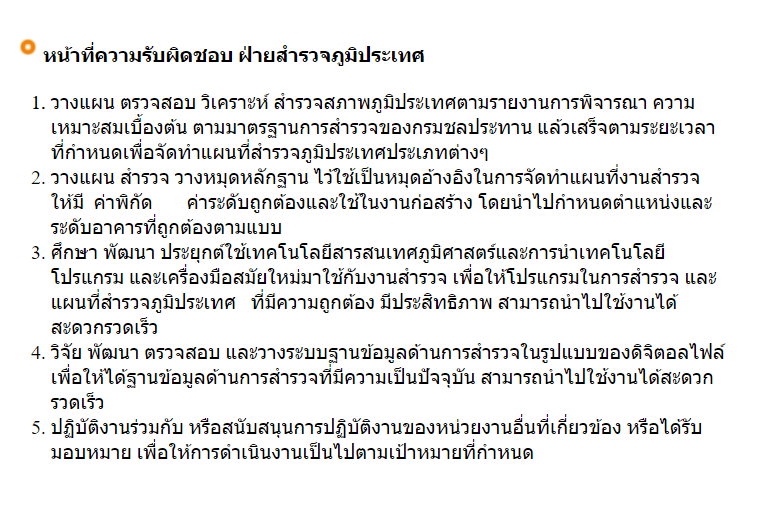 หน้าที่ความรับผิดชอบ ฝ่ายสำรวจภูมิประเทศ
1. วางแผน ตรวจสอบ วิเคราะห์ สำรวจสภาพภูมิประเทศตามรายงานการพิจารณา ความ
เหมาะสมเบื้องต้น ตามมาตรฐานการสำรวจของกรมชลประทาน แล้วเสร็จตามระยะเวลา
ที่กำหนดเพื่อจัดทำแผนที่สำรวจภูมิประเทศประเภทต่างๆ
2. วางแผน สำรวจ วางหมุดหลักฐาน ไว้ใช้เป็นหมุดอ้างอิงในการจัดทำแผนที่งานสำรวจ
ให้มี ค่าพิกัด ค่าระดับถูกต้องและใช้ในงานก่อสร้าง โดยนำไปกำหนดตำแหน่งและ
ระดับอาคารที่ถูกต้องตามแบบ
3. ศึกษา พัฒนา ประยุกต์ใช้เทคโนโลยีสารสนเทศภูมิศาสตร์และการนำเทคโนโลยี
โปรแกรม และเครื่องมือสมัยใหม่มาใช้กับงานสำรวจ เพื่อให้โปรแกรมในการสำรวจ และ
แผนที่สำรวจภูมิประเทศ ที่มีความถูกต้อง มีประสิทธิภาพ สามารถนำไปใช้งานได้
สะดวกรวดเร็ว
4. วิจัย พัฒนา ตรวจสอบ และวางระบบฐานข้อมูลด้านการสำรวจในรูปแบบของดิจิตอลไฟล์
เพื่อให้ได้ฐานข้อมูลด้านการสำรวจที่มีความเป็นปัจจุบัน สามารถนำไปใช้งานได้สะดวก
รวดเร็ว
5. ปฏิบัติงานร่วมกับ หรือสนับสนุนการปฏิบัติงานของหน่วยงานอื่นที่เกี่ยวข้อง หรือได้รับ
มอบหมาย เพื่อให้การดำเนินงานเป็นไปตามเป้าหมายที่กำหนด